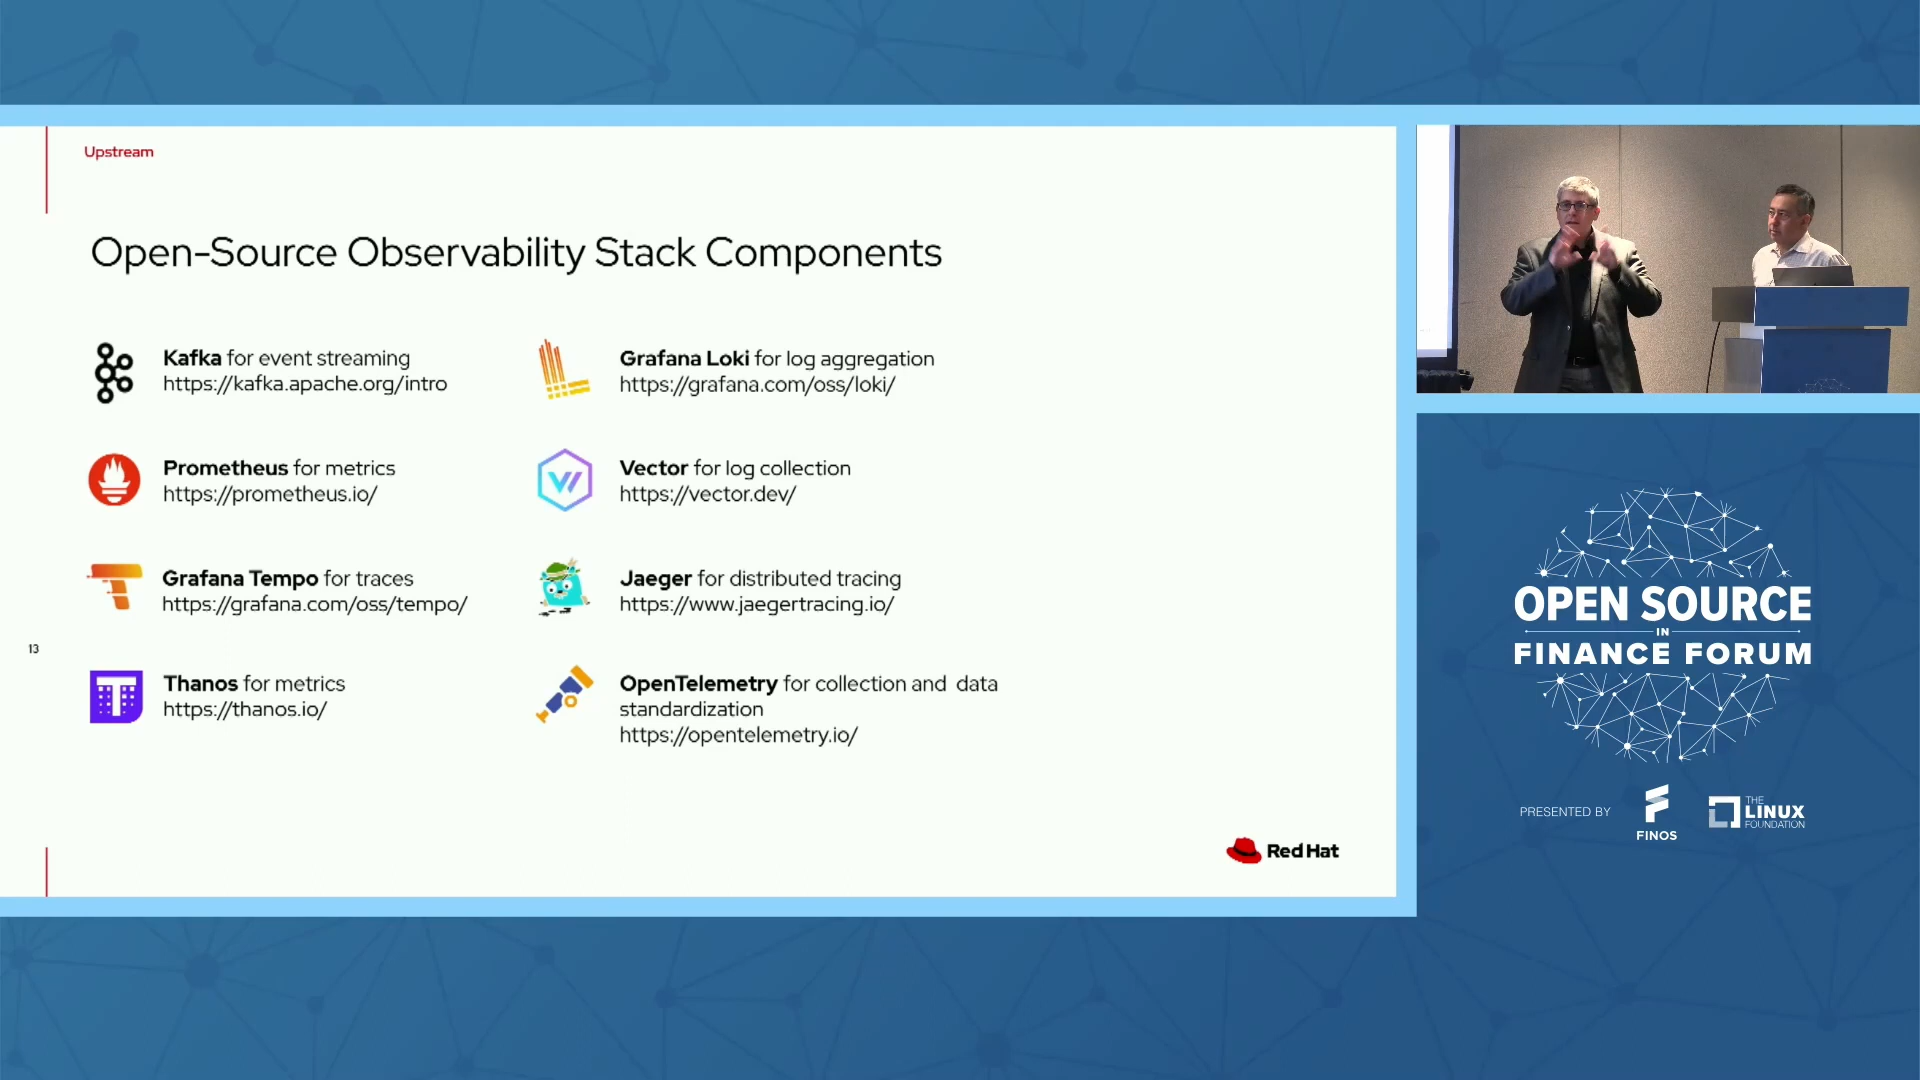 Upstream
Open-Source Observability Stack Components
Kafka for event streaming
https://kafka.apache.org/intro
Grafana Loki for log aggregation
https://grafana.com/oss/loki/
Prometheus for metrics
https://prometheus.io/
Vector for log collection
https://vector.dev/
Grafana Tempo for traces
https://grafana.com/oss/tempo/
Jaeger for distributed tracing
https://www.jaegertracing.io/
Thanos for metrics
https://thanos.io/
OpenTelemetry for collection and data
standardization
https://opentelemetry.io/
13
Red Hat
OPEN SOURCE
IN
FINANCE FORUM
PRESENTED BY
FINOS
THE
LINUX
FOUNDATION